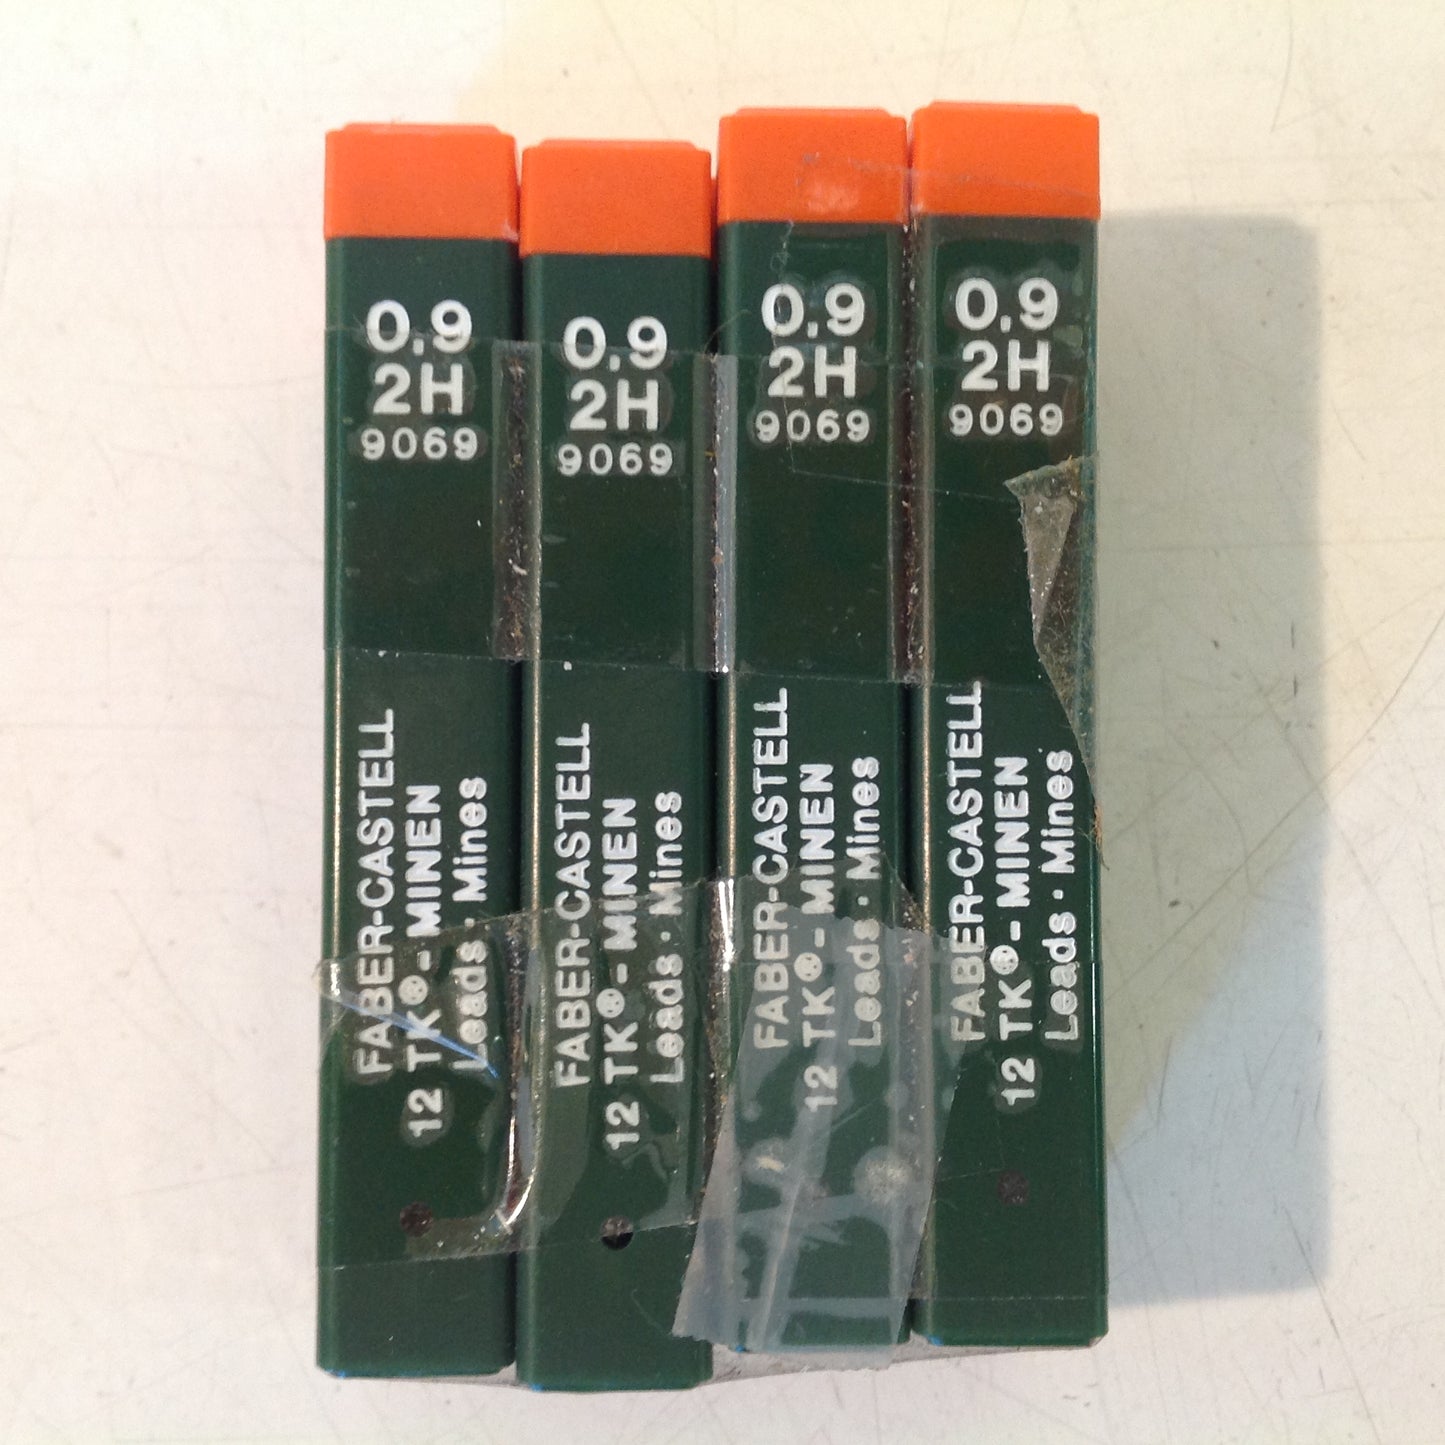 0.9
2H
9069
FABER-CASTELL
12 TK®-MINEN
Leads · Mines
0.9
2H
9069
FABER-CASTELL
12 TK®-MINEN
Leads · Mines
0.9
2H
9069
FABER-CASTELL
12 TK®-MINEN
Leads · Mines
0.9
2H
9069
FABER-CASTELL
12 TK®-MINEN
Leads · Mines